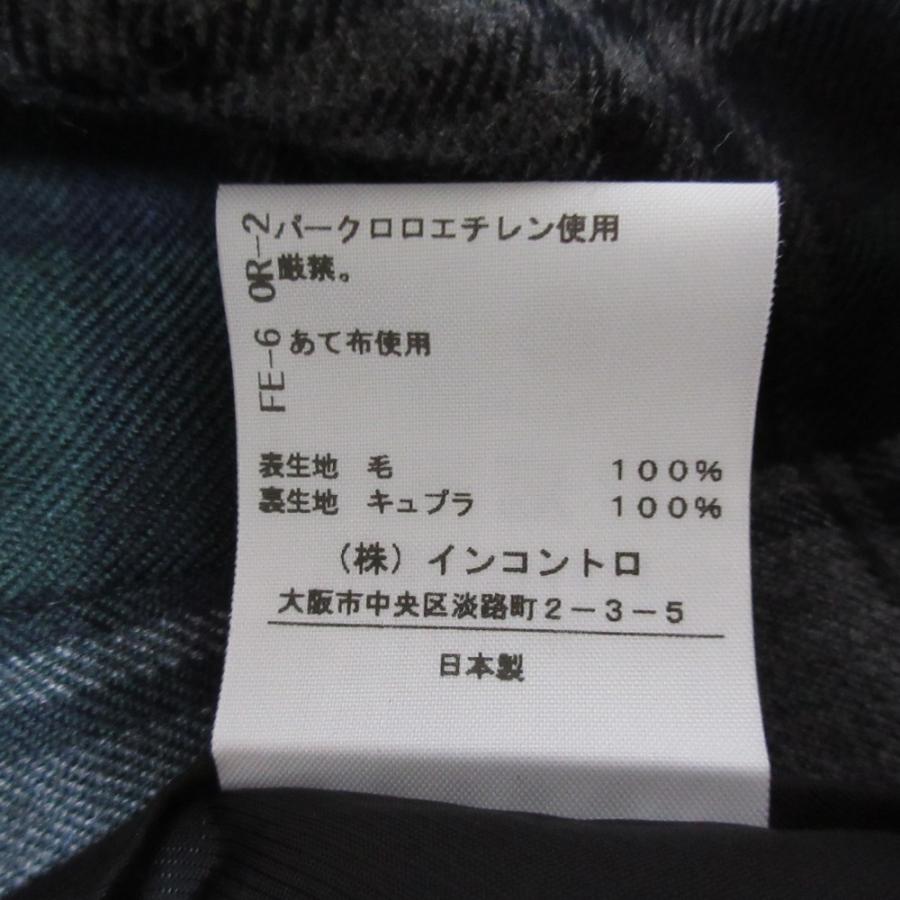 OR-2
パークロロエチレン使用
厳禁。
FE-6
あて布使用
表生地 毛 100%
裏生地 キュプラ 100%
(株)インコントロ
大阪市中央区淡路町2-3-5
日本製